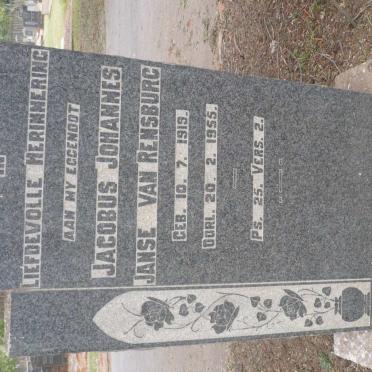 LIEFDEVOLLE HERINNERING
AAN MY EGGENOOT
JACOBUS JOHANNES
JANSE VAN RENSBURG
GEB. 10. 7. 1919.
OORL. 20. 2. 1955.
PS. 25. VERS. 2.